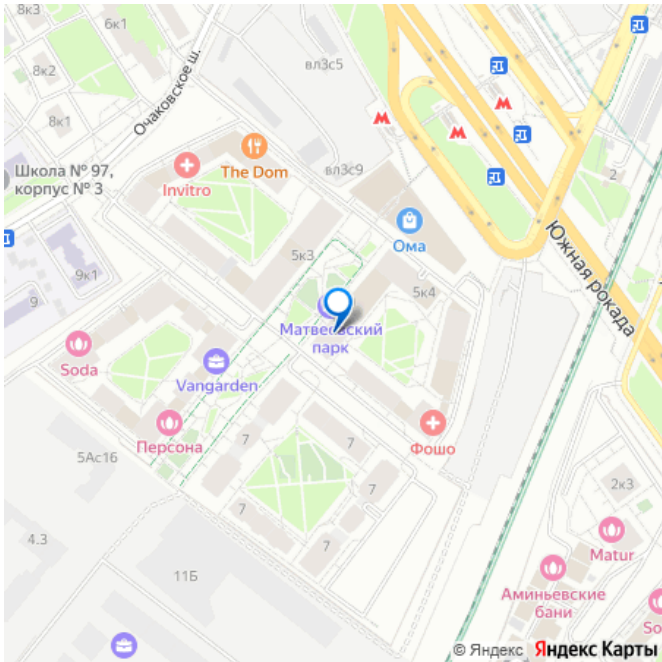 6к1
8к2
8к2
8к1
Очаковское ш.
вл3с5
вл3с9
2
Школа № 97,
корпус № 3
Invitro
The Dom
Ома
Южная рокада
5к3
5к4
9к1
9
Матвеевский
парк
Soda
Vangarden
Персона
Фошо
5Ас16
7
7
7
7
7
4.3
11Б
2к3
Matur
Аминьевские
бани
So
© Яндекс Яндекс Карты